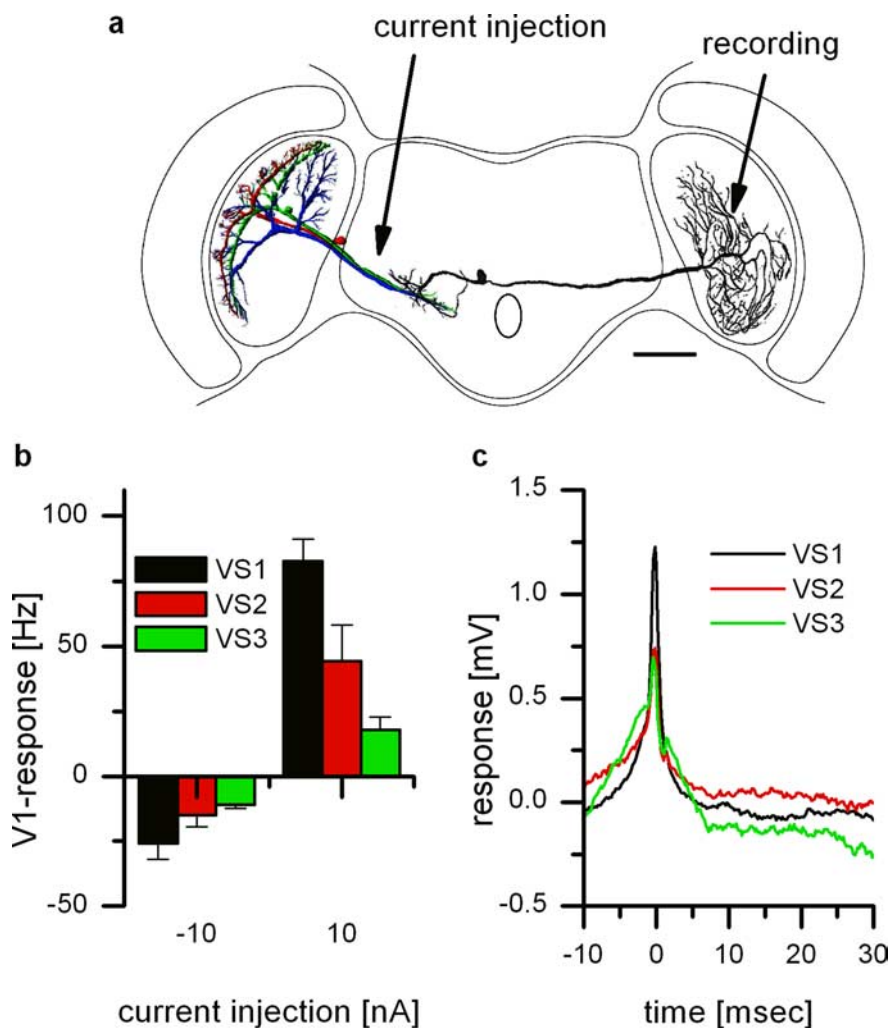 a
current injection
recording
b
V1-response [Hz]
100
50
0
-50
VS1
VS2
VS3
-10
10
current injection [nA]
c
response [mV]
1.5
1.0
0.5
0.0
-0.5
VS1
VS2
VS3
-10
0
10
20
30
time [msec]